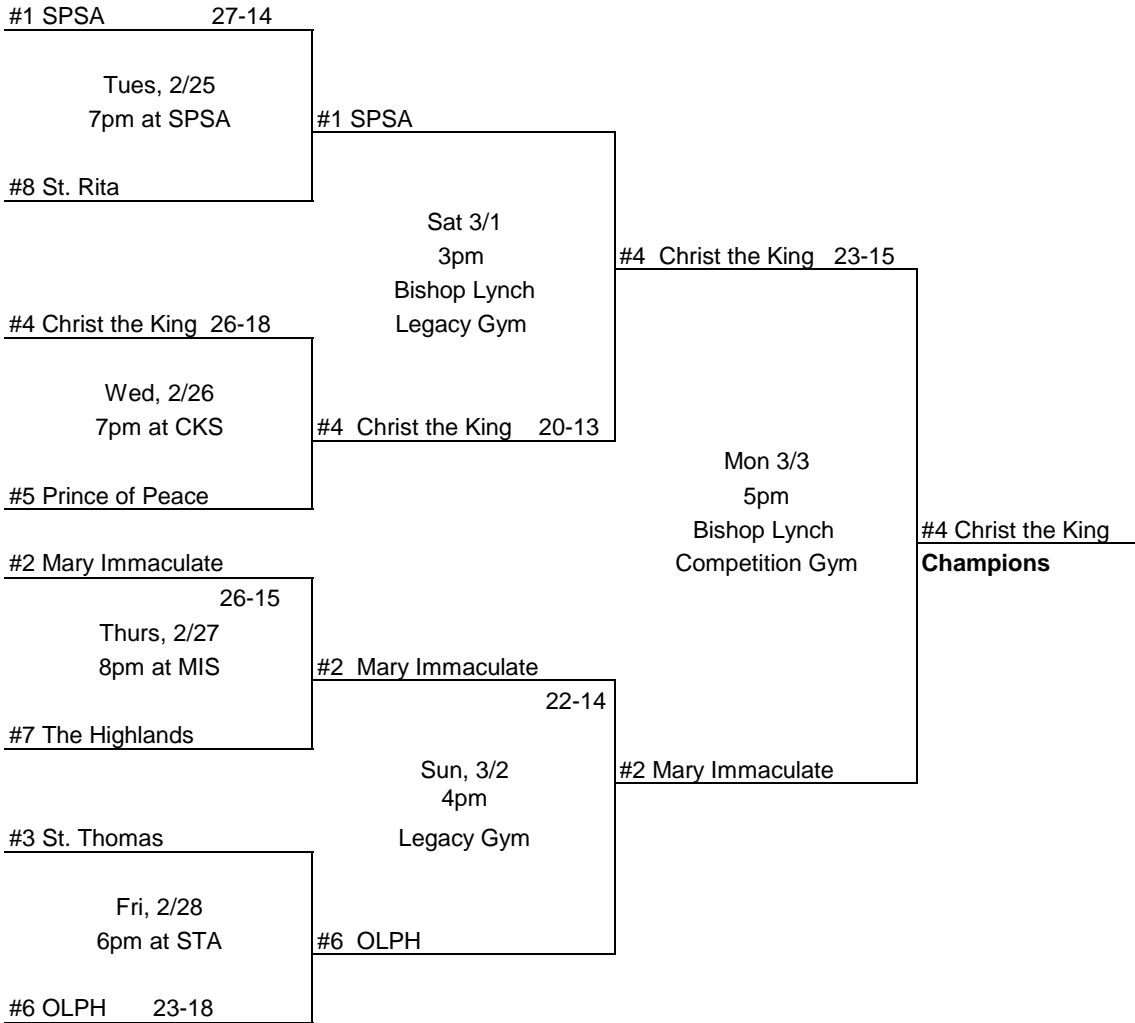 #1 SPSA 27-14
Tues, 2/25
7pm at SPSA
#1 SPSA
#8 St. Rita
Sat 3/1
3pm
Bishop Lynch
Legacy Gym
#4 Christ the King 23-15
#4 Christ the King 26-18
Wed, 2/26
7pm at CKS
#4 Christ the King 20-13
#5 Prince of Peace
Mon 3/3
5pm
Bishop Lynch
Competition Gym
#4 Christ the King
Champions
#2 Mary Immaculate
26-15
Thurs, 2/27
8pm at MIS
#2 Mary Immaculate
22-14
#7 The Highlands
Sun, 3/2
4pm
Legacy Gym
#2 Mary Immaculate
#3 St. Thomas
Fri, 2/28
6pm at STA
#6 OLPH
#6 OLPH 23-18